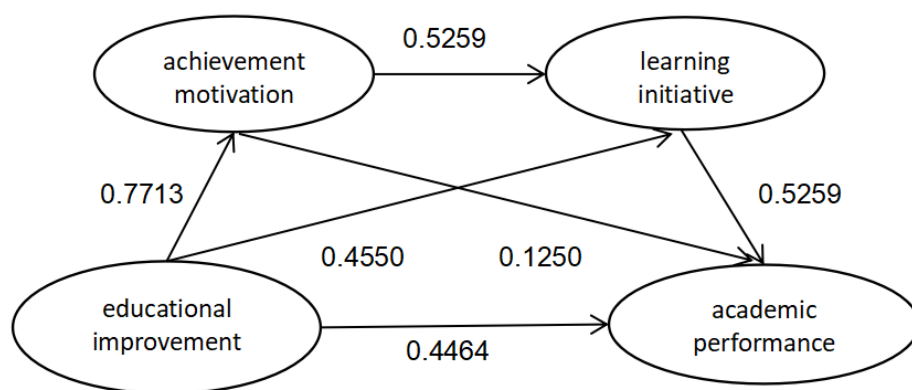 0.5259
achievement
motivation
learning
initiative
0.7713
0.5259
0.4550
0.1250
educational
improvement
academic
performance
0.4464